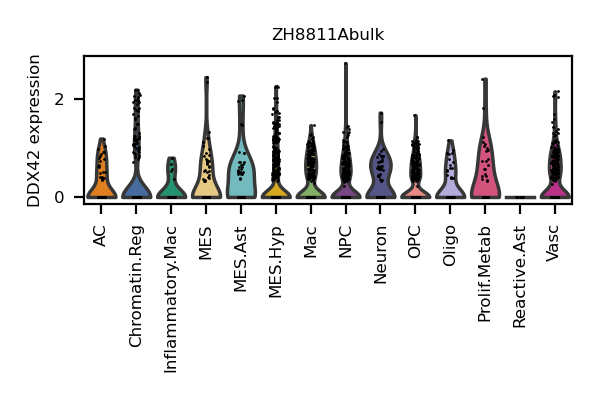 ZH8811Abulk
DDX42 expression
2
0
AC
Chromatin.Reg
Inflammatory.Mac
MES
MES.Ast
MES.Hyp
Mac
NPC
Neuron
OPC
Oligo
Prolif.Metab
Reactive.Ast
Vasc